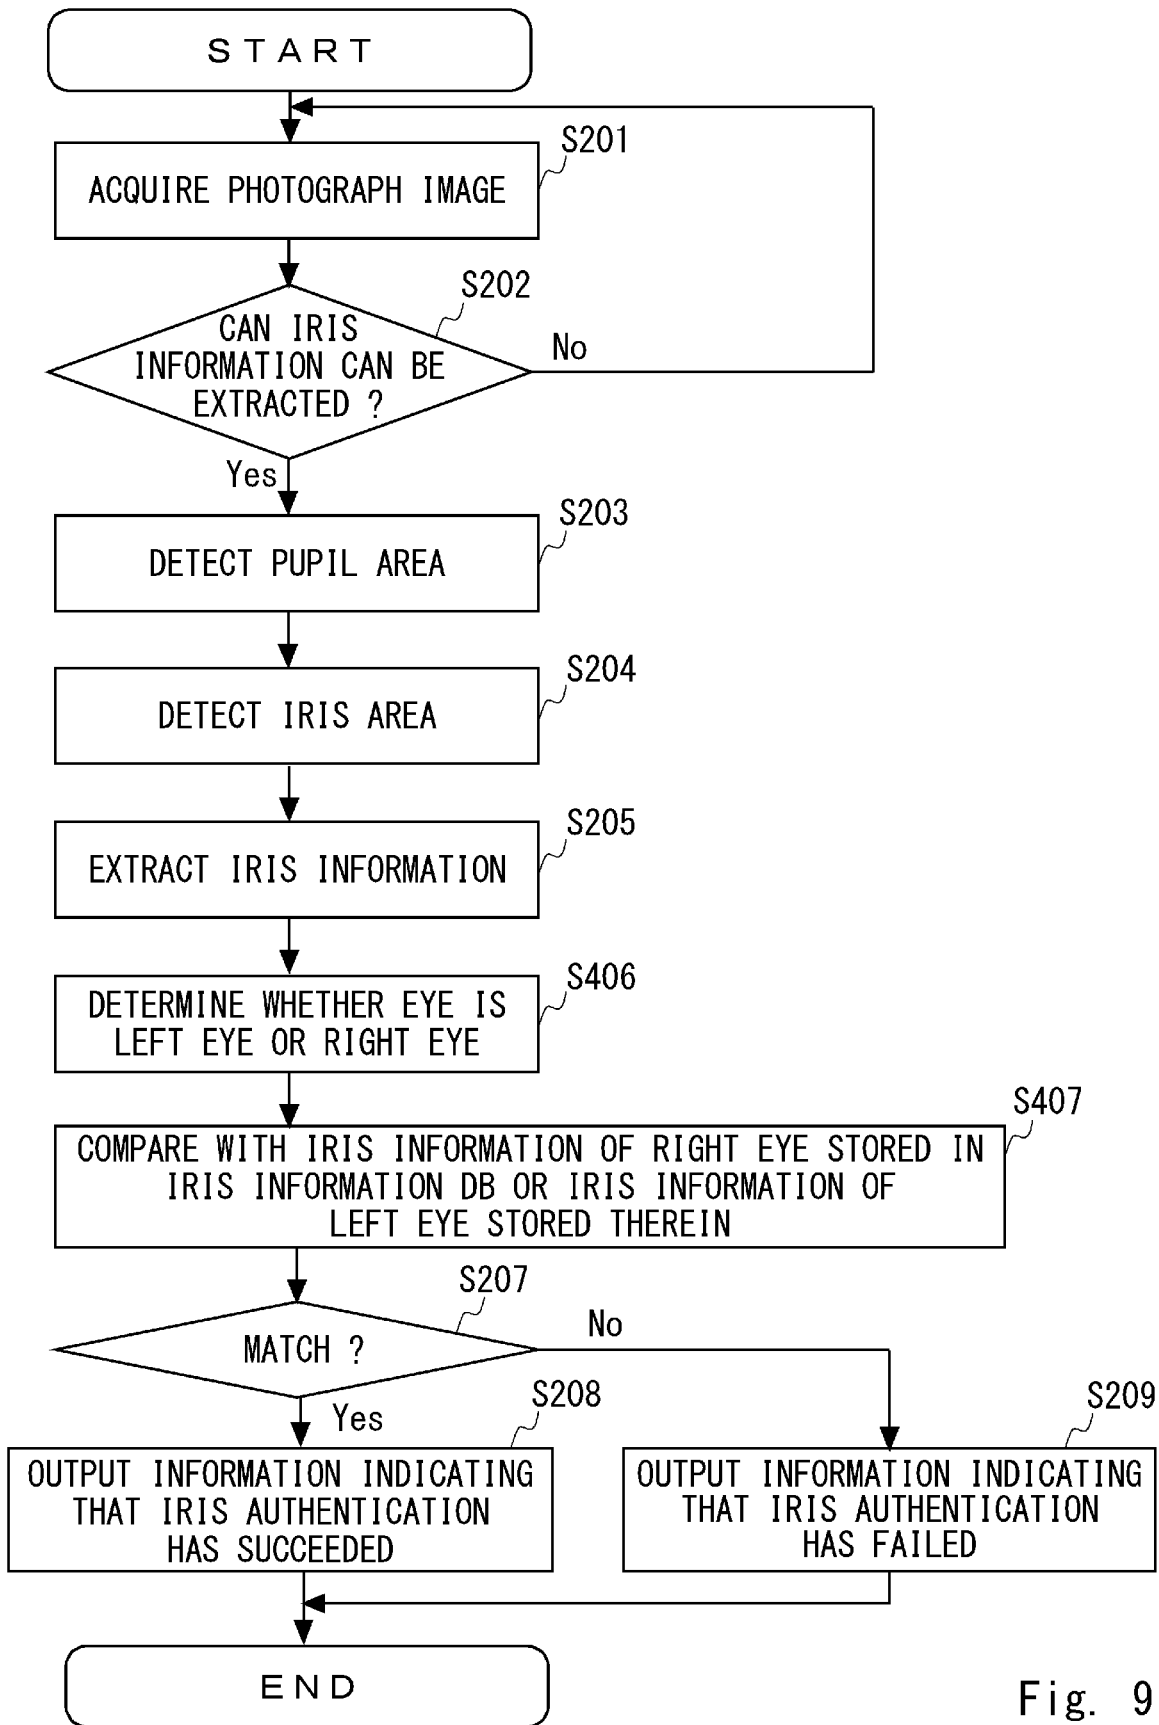 START
S201
ACQUIRE PHOTOGRAPH IMAGE
S202
CAN IRIS
INFORMATION CAN BE
EXTRACTED ?
No
Yes
S203
DETECT PUPIL AREA
S204
DETECT IRIS AREA
S205
EXTRACT IRIS INFORMATION
S406
DETERMINE WHETHER EYE IS
LEFT EYE OR RIGHT EYE
S407
COMPARE WITH IRIS INFORMATION OF RIGHT EYE STORED IN
IRIS INFORMATION DB OR IRIS INFORMATION OF
LEFT EYE STORED THEREIN
S207
MATCH ?
No
Yes
S208
OUTPUT INFORMATION INDICATING
THAT IRIS AUTHENTICATION
HAS SUCCEEDED
S209
OUTPUT INFORMATION INDICATING
THAT IRIS AUTHENTICATION
HAS FAILED
END
Fig. 9